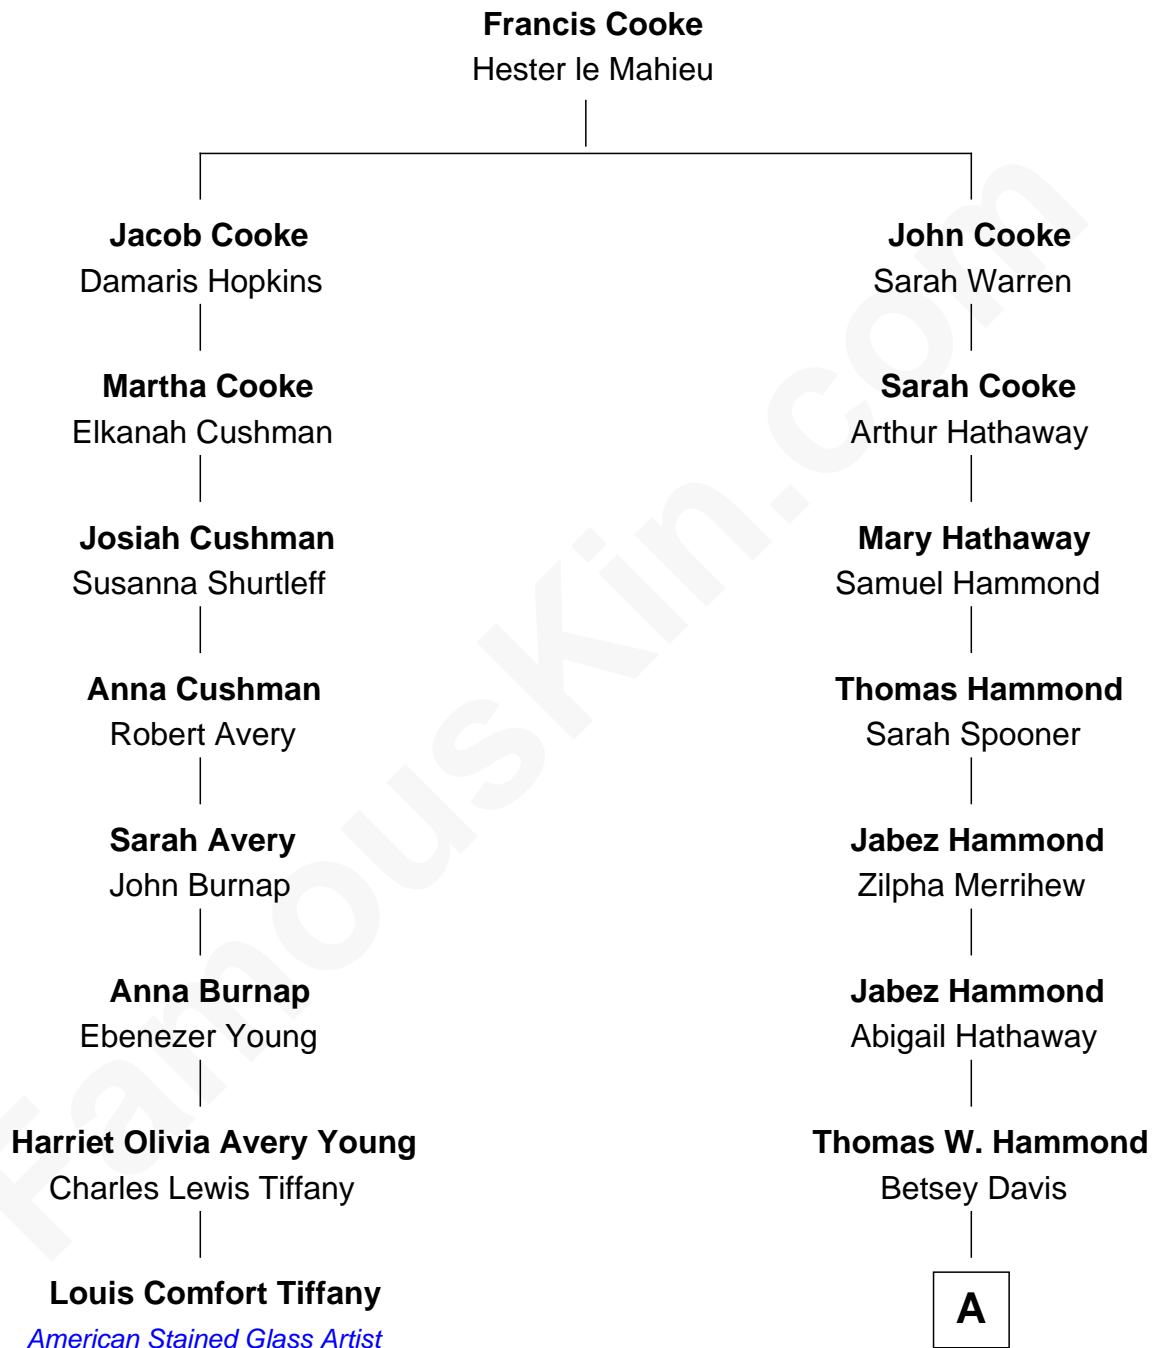 Francis Cooke
Hester le Mahieu
Jacob Cooke
Damaris Hopkins
Martha Cooke
Elkanah Cushman
Josiah Cushman
Susanna Shurtleff
Anna Cushman
Robert Avery
Sarah Avery
John Burnap
Anna Burnap
Ebenezer Young
Harriet Olivia Avery Young
Charles Lewis Tiffany
Louis Comfort Tiffany
American Stained Glass Artist
John Cooke
Sarah Warren
Sarah Cooke
Arthur Hathaway
Mary Hathaway
Samuel Hammond
Thomas Hammond
Sarah Spooner
Jabez Hammond
Zilpha Merrihew
Jabez Hammond
Abigail Hathaway
Thomas W. Hammond
Betsey Davis
A
FamousKin.com